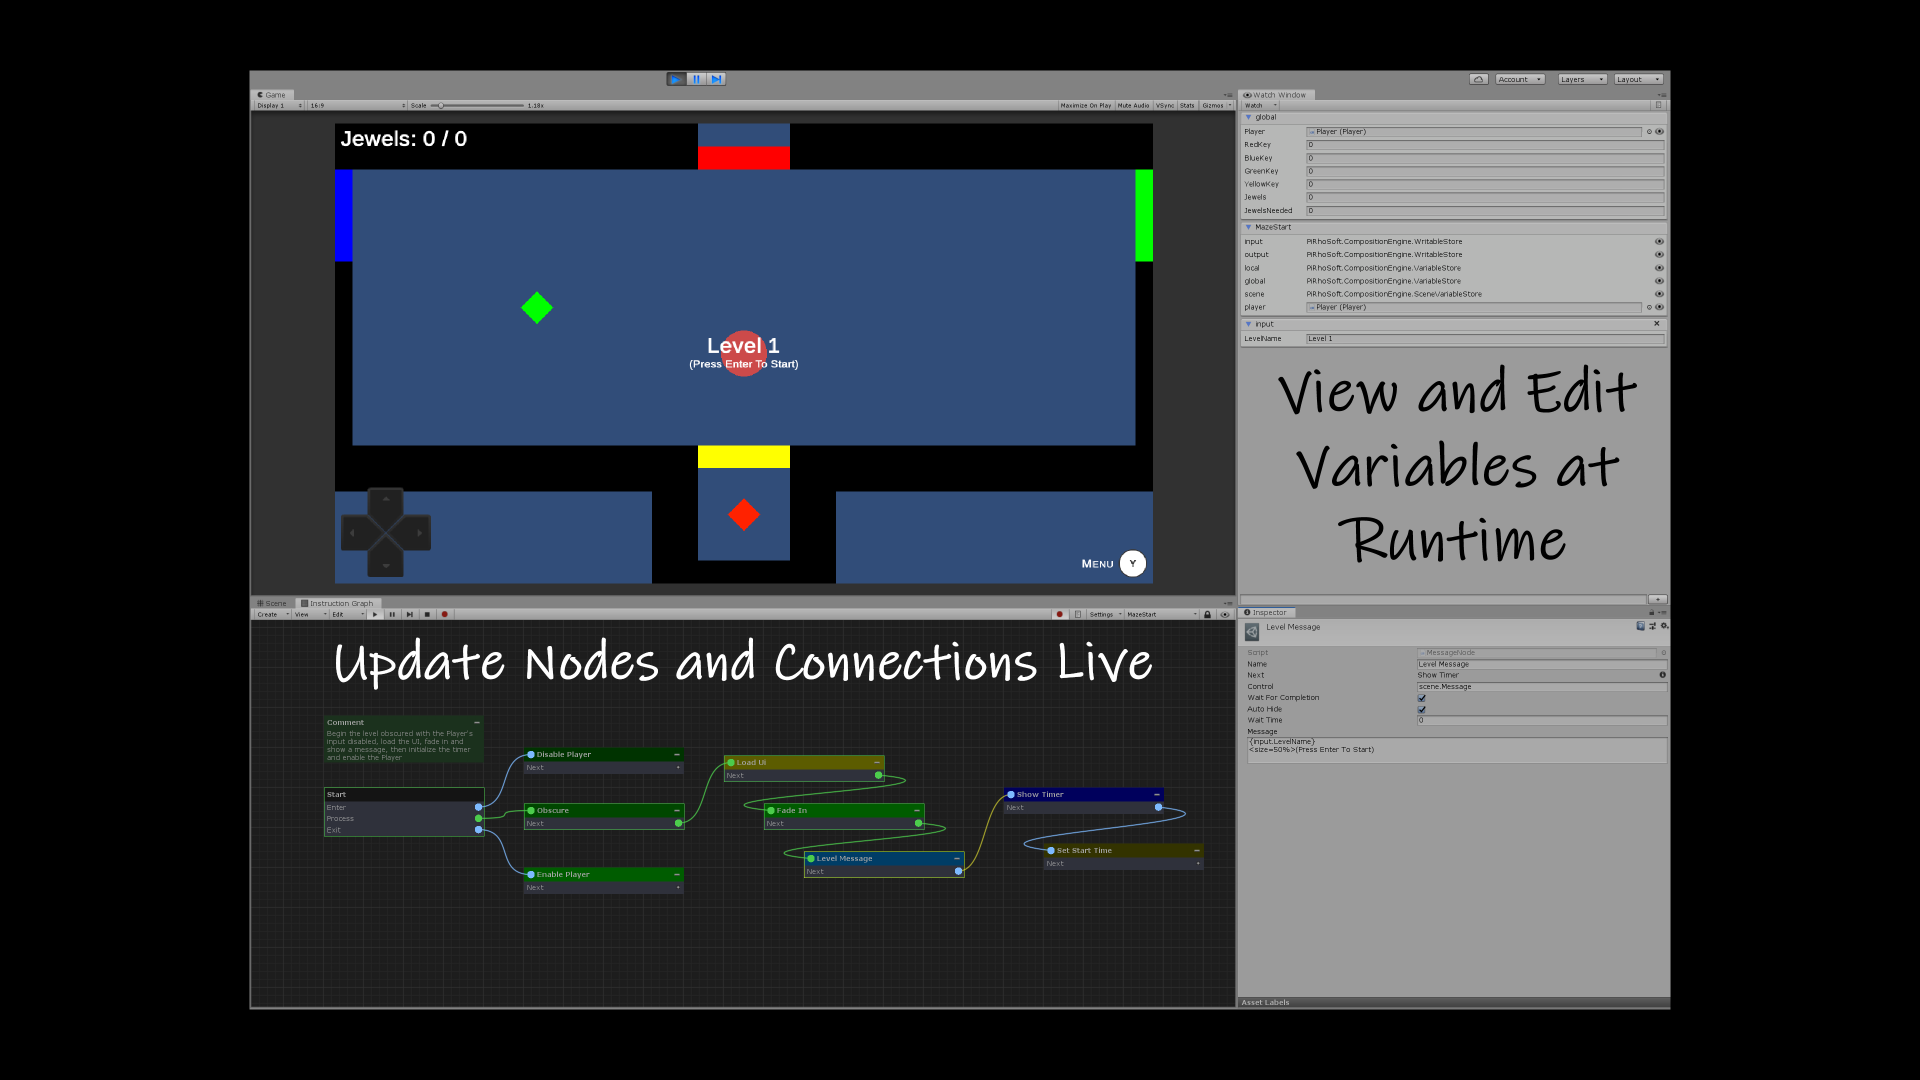 Account
Layers
Layout
Game
Display 1
16:9
Scale
1.18x
Maximize On Play
Mute Audio
VSync
Stats
Gizmos
Jewels: 0 / 0
Level 1
(Press Enter To Start)
MENU
Y
Watch Window
Watch
global
Player
Player (Player)
RedKey
0
BlueKey
0
GreenKey
0
YellowKey
0
Jewels
0
JewelsNeeded
0
MazeStart
input
PiRhoSoft.CompositionEngine.WritableStore
output
PiRhoSoft.CompositionEngine.WritableStore
local
PiRhoSoft.CompositionEngine.VariableStore
global
PiRhoSoft.CompositionEngine.VariableStore
scene
PiRhoSoft.CompositionEngine.SceneVariableStore
player
Player (Player)
input
LevelName
Level 1
View and Edit
Variables at
Runtime
Scene
Instruction Graph
Create
View
Edit
Settings
MazeStart
Update Nodes and Connections Live
Comment
Begin the level obscured with the Player's
input disabled, load the UI, fade in and
show a message, then initialize the timer
and enable the Player
Start
Enter
Process
Exit
Disable Player
Next
Obscure
Next
Enable Player
Next
Load UI
Next
Fade In
Next
Level Message
Next
Show Timer
Next
Set Start Time
Next
Inspector
Level Message
Script
MessageNode
Name
Level Message
Next
Show Timer
Control
scene.Message
Wait For Completion
Auto Hide
Wait Time
0
Message
{input.LevelName}
<size=50%>(Press Enter To Start)
Asset Labels